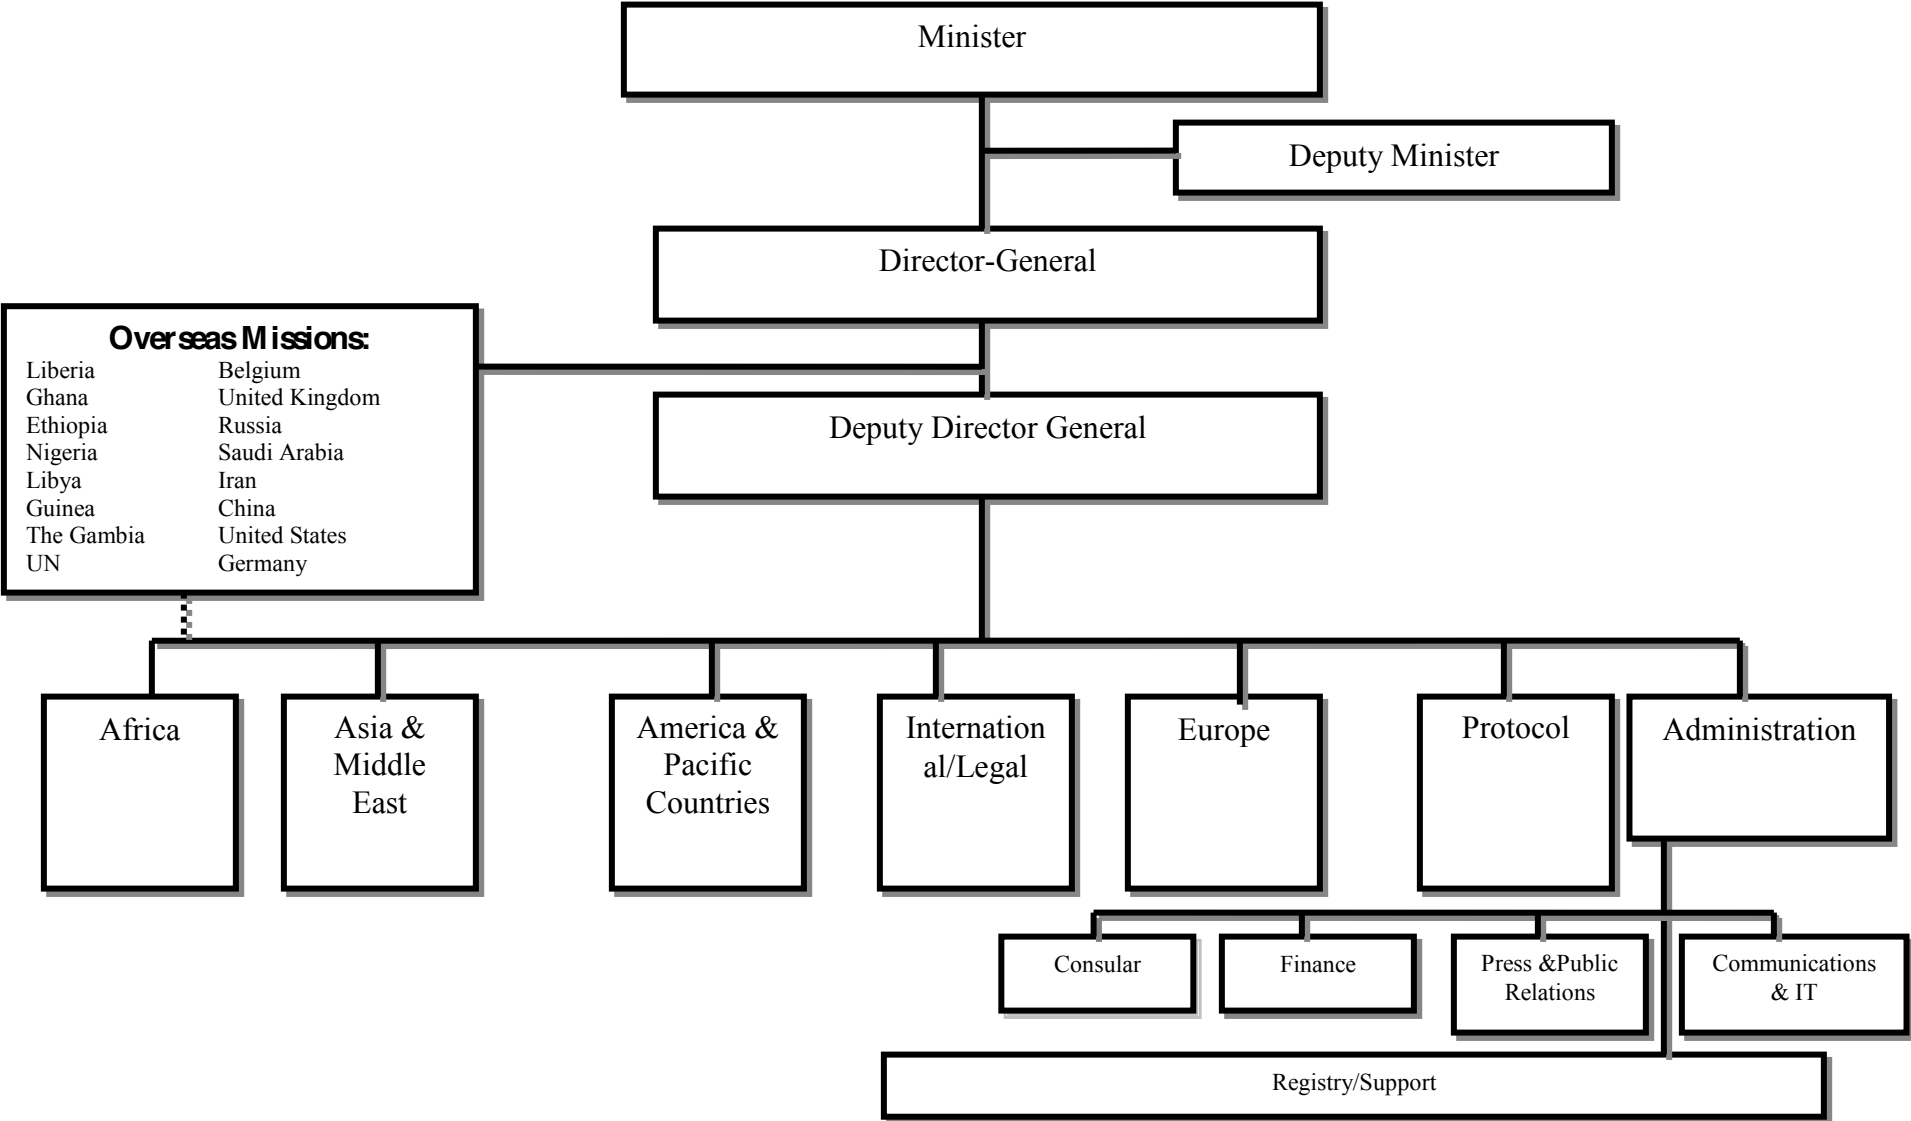 Minister
Deputy Minister
Director-General
Overseas Missions:
Liberia Belgium
Ghana United Kingdom
Ethiopia Russia
Nigeria Saudi Arabia
Libya Iran
Guinea China
The Gambia United States
UN Germany
Deputy Director General
Africa
Asia &
Middle
East
America &
Pacific
Countries
Internation
al/Legal
Europe
Protocol
Administration
Consular
Finance
Press &Public
Relations
Communications
& IT
Registry/Support